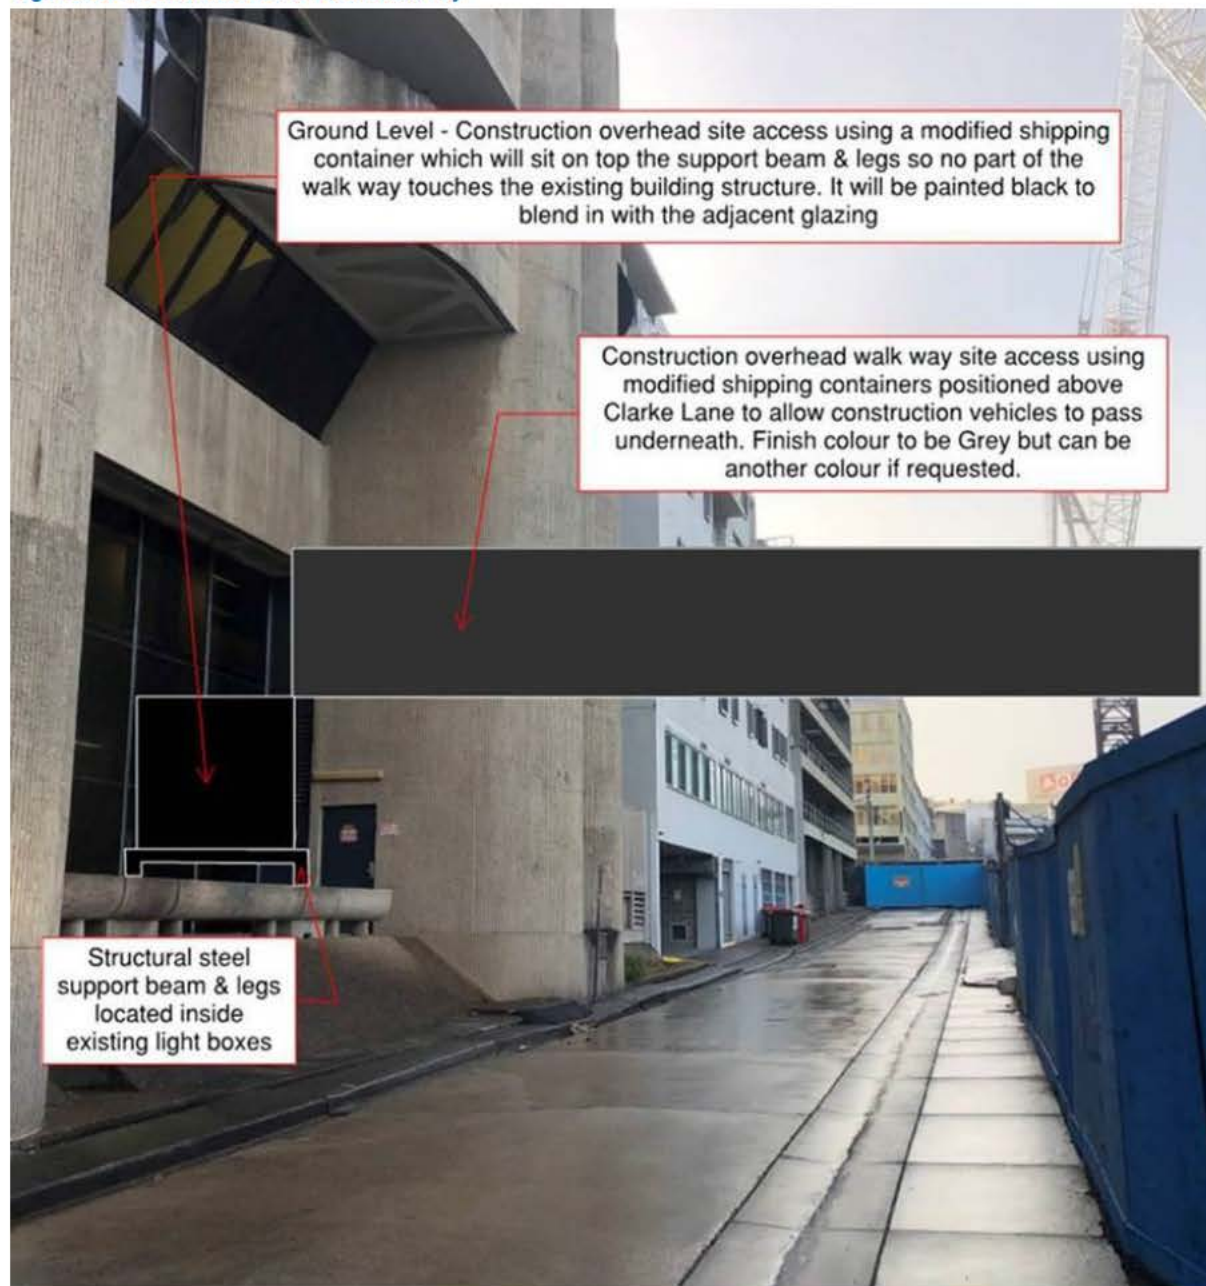 Ground Level - Construction overhead site access using a modified shipping
container which will sit on top the support beam & legs so no part of the
walk way touches the existing building structure. It will be painted black to
blend in with the adjacent glazing
Construction overhead walk way site access using
modified shipping containers positioned above
Clarke Lane to allow construction vehicles to pass
underneath. Finish colour to be Grey but can be
another colour if requested.
Structural steel
support beam & legs
located inside
existing light boxes